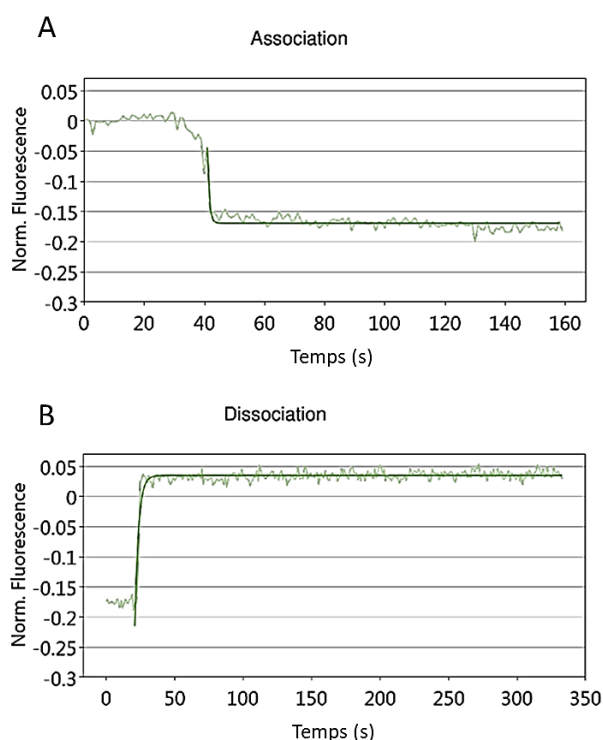 A
Association
Norm. Fluorescence
0.05
0
-0.05
-0.1
-0.15
-0.2
-0.25
-0.3
0 20 40 60 80 100 120 140 160
Temps (s)
B
Dissociation
Norm. Fluorescence
0.05
0
-0.05
-0.1
-0.15
-0.2
-0.25
-0.3
0 50 100 150 200 250 300 350
Temps (s)